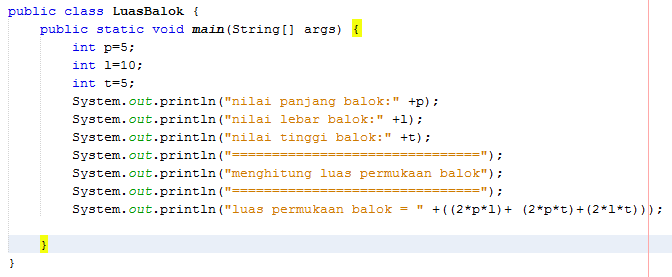 public class LuasBalok {
public static void main(String[] args) {
int p=5;
int l=10;
int t=5;
System.out.println("nilai panjang balok:" +p);
System.out.println("nilai lebar balok:" +l);
System.out.println("nilai tinggi balok:" +t);
System.out.println("===============================");
System.out.println("menghitung luas permukaan balok");
System.out.println("===============================");
System.out.println("luas permukaan balok = " +((2*p*l)+ (2*p*t)+(2*l*t)));
}
}